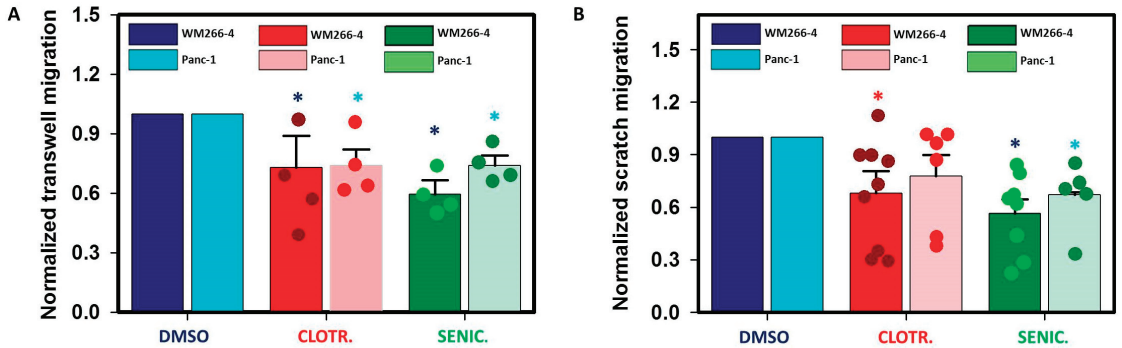 A
Normalized transwell migration
1.5
1.2
0.9
0.6
0.3
0.0
WM266-4 WM266-4 WM266-4
Panc-1 Panc-1 Panc-1
* * * *
DMSO CLOTR. SENIC.
B
Normalized scratch migration
1.5
1.2
0.9
0.6
0.3
0.0
WM266-4 WM266-4 WM266-4
Panc-1 Panc-1 Panc-1
* * *
DMSO CLOTR. SENIC.